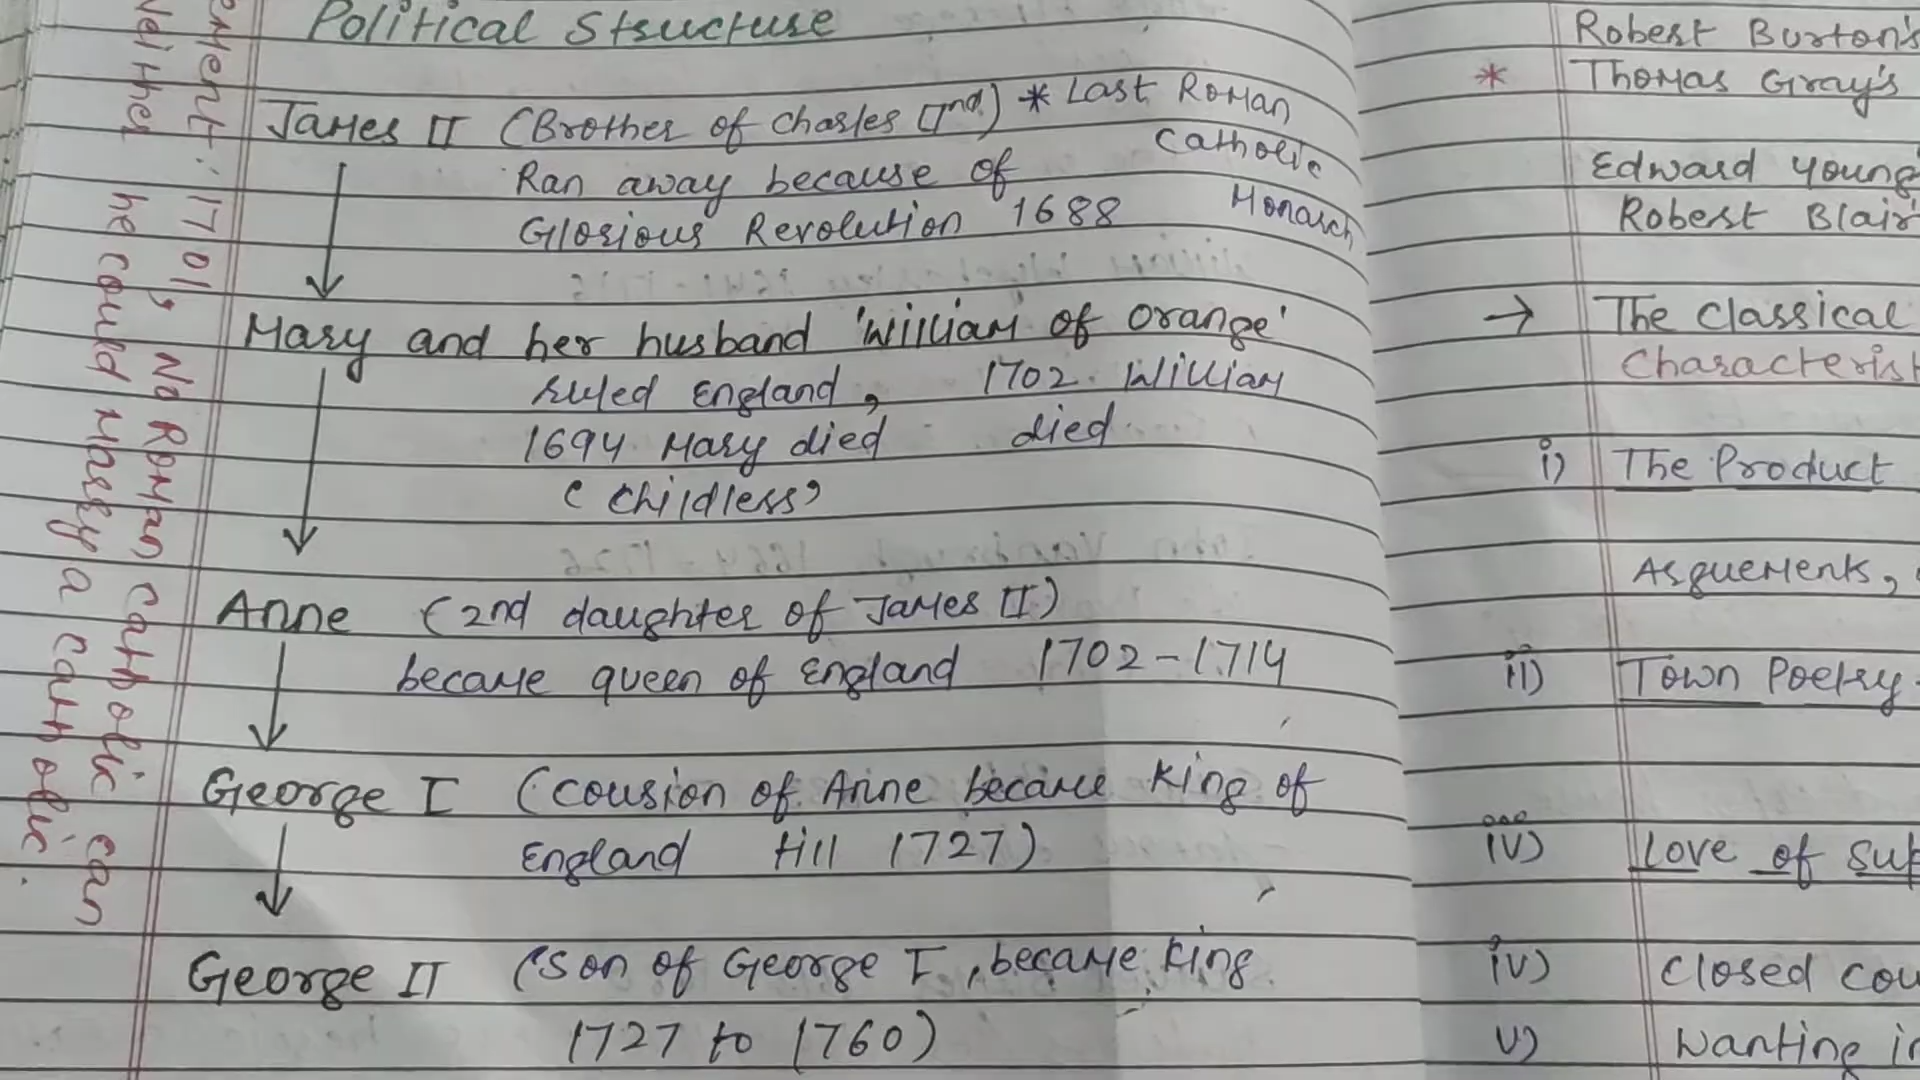 Political Structure
James II (Brother of Charles IInd) * Last Roman
Catholic
Ran away because of
Glorious Revolution 1688 Monarch
Mary and her husband 'William of Orange'
ruled England, 1702. William
1694 Mary died died
(childless)
Anne (2nd daughter of James II)
became queen of England 1702-1714
George I (cousion of Anne became king of
England till 1727)
George II (son of George I, became king
1727 to 1760)
1701, No Roman catholic can
he could marry a catholic.
Robert Burton's
* Thomas Gray's
Edward Young
Robert Blair
→ The Classical
Characterist
i) The Product
Arguements,
ii) Town Poetry
iv) Love of sup
iv) closed cou
v) wanting in